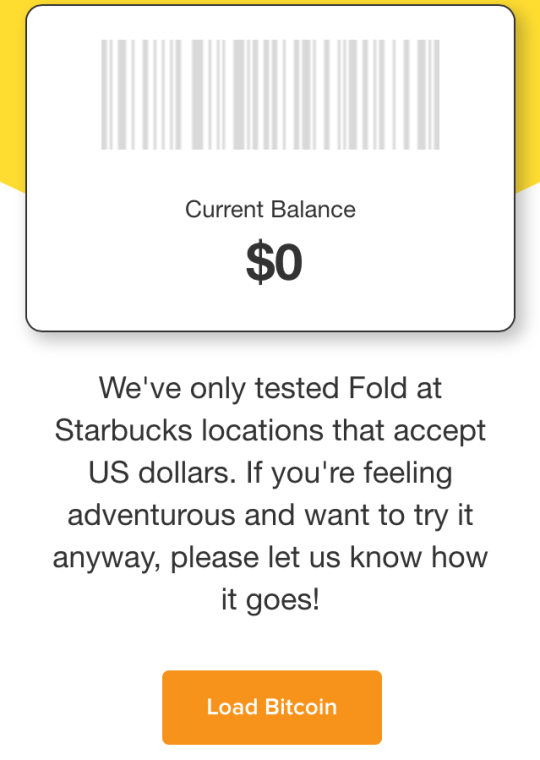 Current Balance
$0
We've only tested Fold at
Starbucks locations that accept
US dollars. If you're feeling
adventurous and want to try it
anyway, please let us know how
it goes!
Load Bitcoin